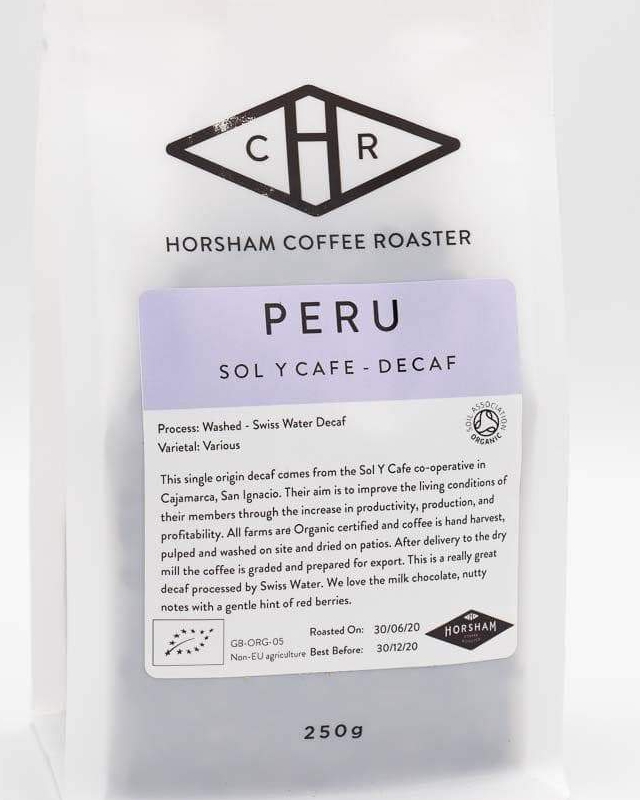 C H R
HORSHAM COFFEE ROASTER
PERU
SOL Y CAFE - DECAF
Process: Washed - Swiss Water Decaf
Varietal: Various
SOIL ASSOCIATION
ORGANIC
This single origin decaf comes from the Sol Y Cafe co-operative in
Cajamarca, San Ignacio. Their aim is to improve the living conditions of
their members through the increase in productivity, production, and
profitability. All farms are Organic certified and coffee is hand harvest,
pulped and washed on site and dried on patios. After delivery to the dry
mill the coffee is graded and prepared for export. This is a really great
decaf processed by Swiss Water. We love the milk chocolate, nutty
notes with a gentle hint of red berries.
GB-ORG-05
Non-EU agriculture
Roasted On: 30/06/20
Best Before: 30/12/20
HORSHAM
250g